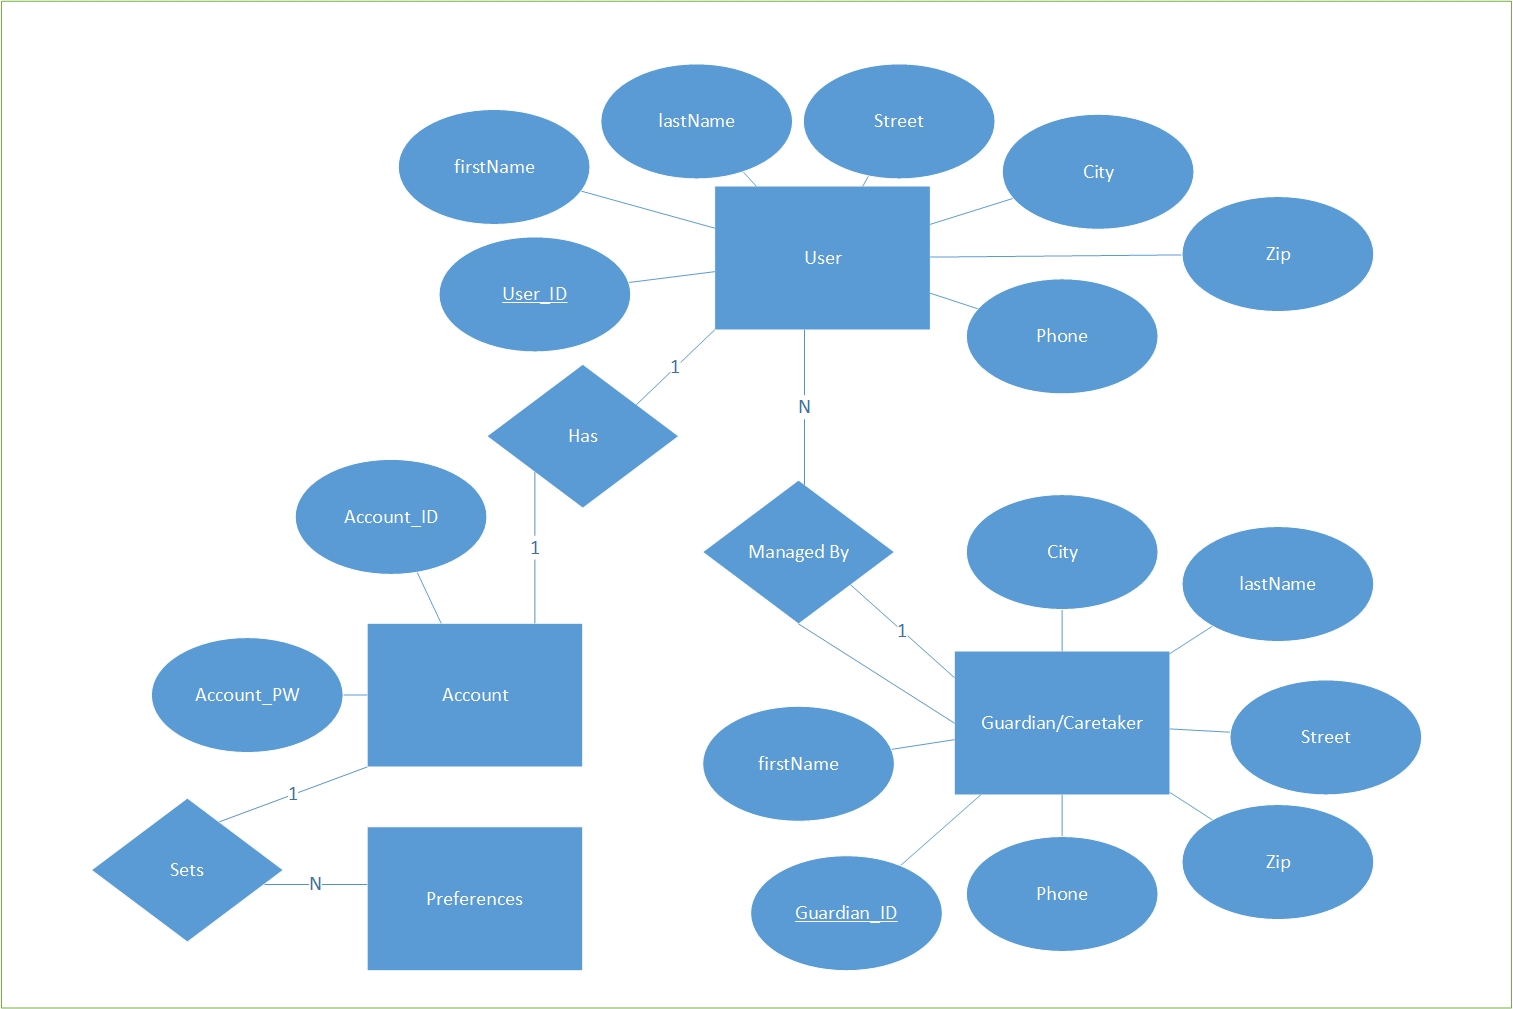 lastName
Street
firstName
City
Zip
User
User_ID
Phone
1
N
Has
Account_ID
1
Managed By
City
lastName
1
Account_PW
Account
Guardian/Caretaker
Street
firstName
1
Sets
N
Preferences
Zip
Phone
Guardian_ID